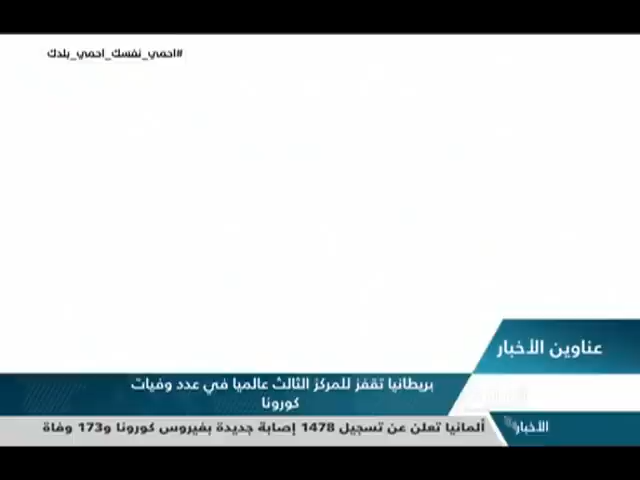 #احمي_نفسك_احمي_بلدك
عناوين الأخبار
بريطانيا تقفز للمركز الثالث عالميا في عدد وفيات
كورونا
الأخبار
ألمانيا تعلن عن تسجيل 1478 إصابة جديدة بفيروس كورونا و173 وفاة